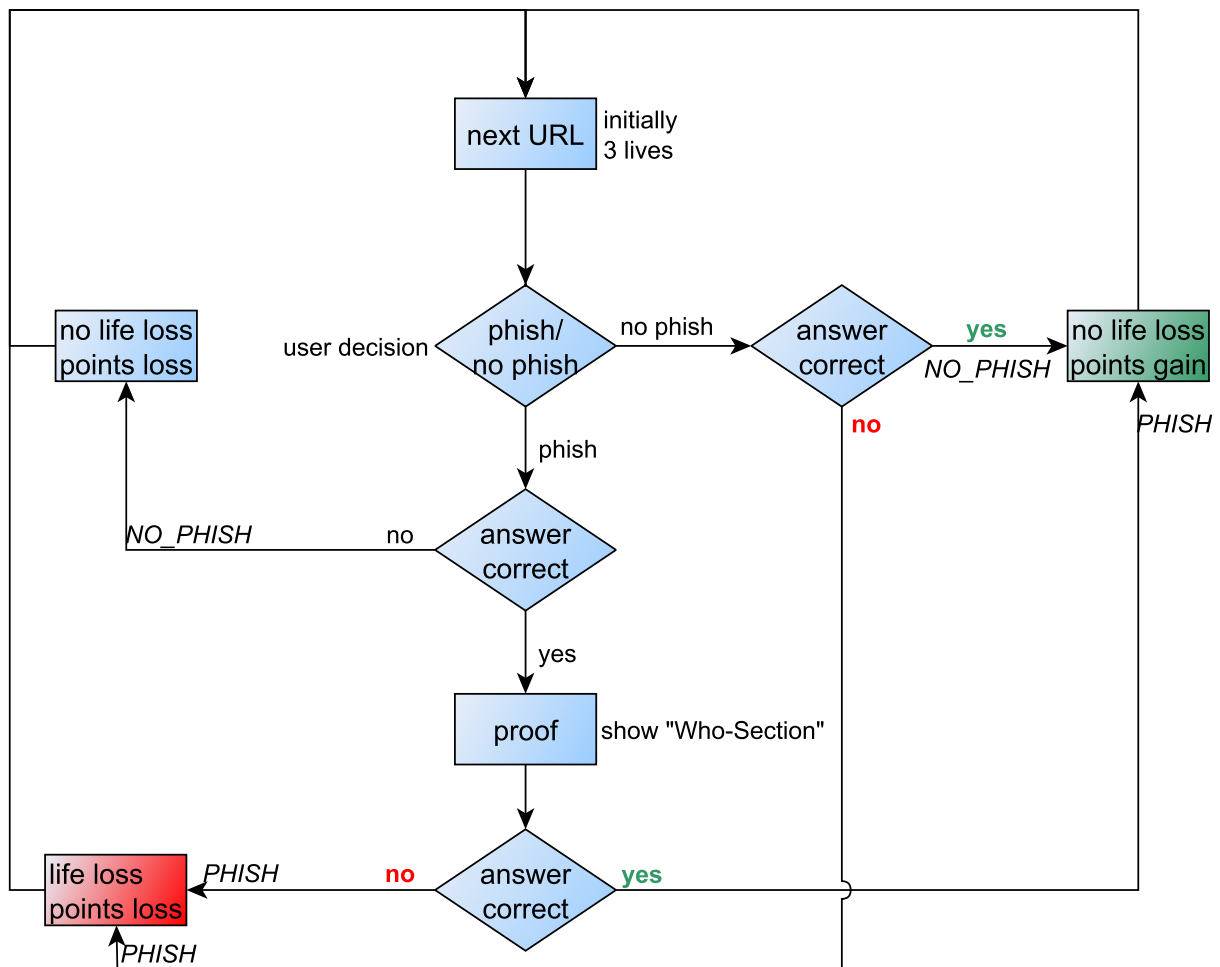 next URL
initially
3 lives
no life loss
points loss
user decision
phish/
no phish
no phish
answer
correct
yes
NO_PHISH
no life loss
points gain
no
PHISH
phish
NO_PHISH
no
answer
correct
yes
proof
show "Who-Section"
life loss
points loss
PHISH
no
answer
correct
yes
PHISH